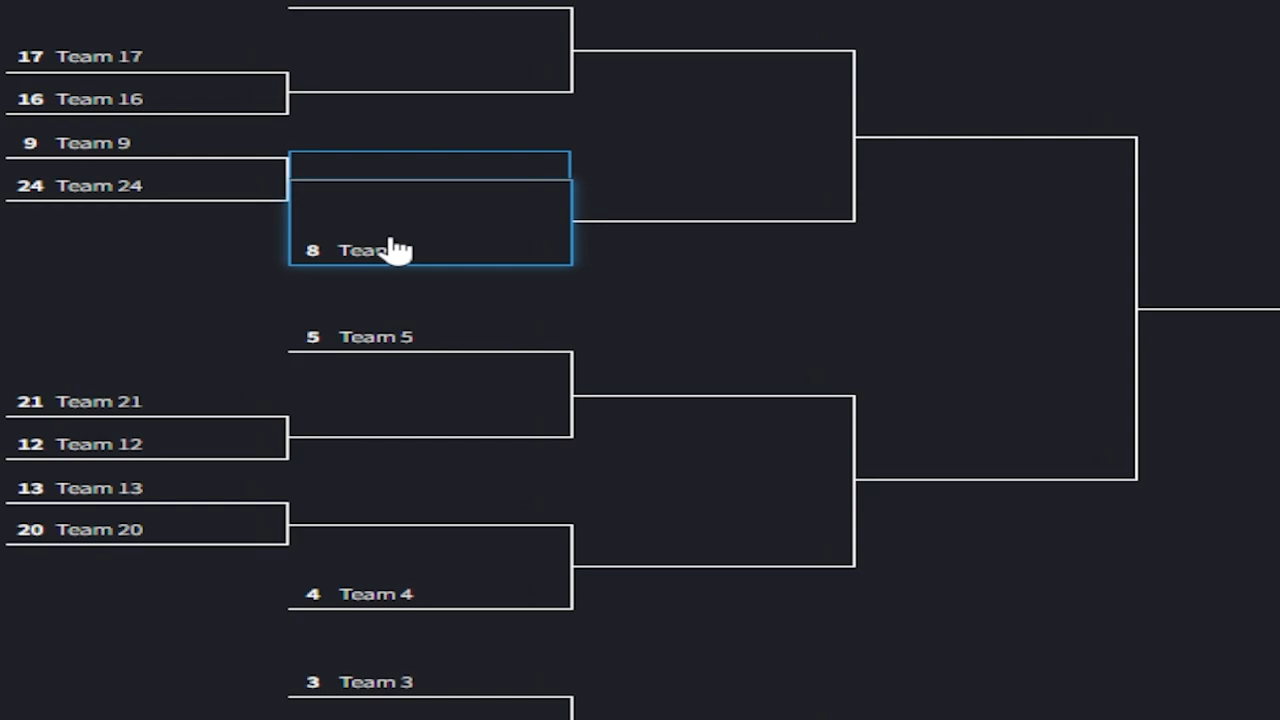 17 Team 17
16 Team 16
9 Team 9
24 Team 24
8
5 Team 5
21 Team 21
12 Team 12
13 Team 13
20 Team 20
4 Team 4
3 Team 3